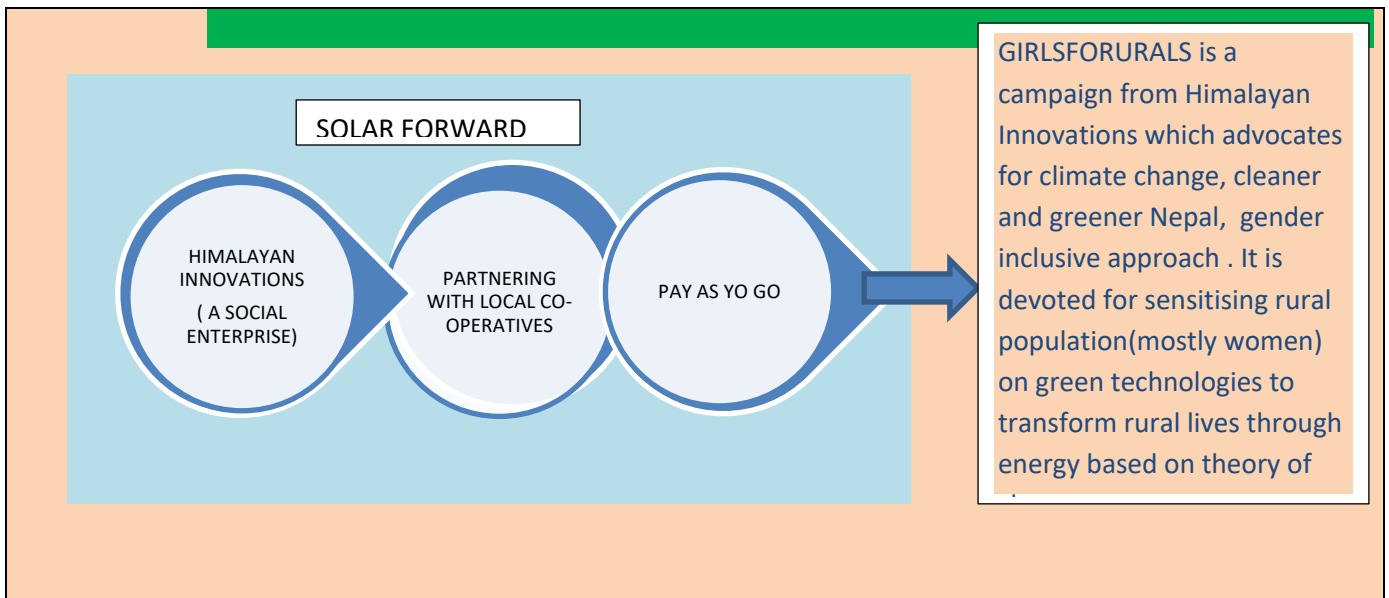 SOLAR FORWARD
HIMALAYAN
INNOVATIONS
( A SOCIAL
ENTERPRISE)
PARTNERING
WITH LOCAL CO-
OPERATIVES
PAY AS YO GO
GIRLSFORURALS is a
campaign from Himalayan
Innovations which advocates
for climate change, cleaner
and greener Nepal,  gender
inclusive approach . It is
devoted for sensitising rural
population(mostly women)
on green technologies to
transform rural lives through
energy based on theory of